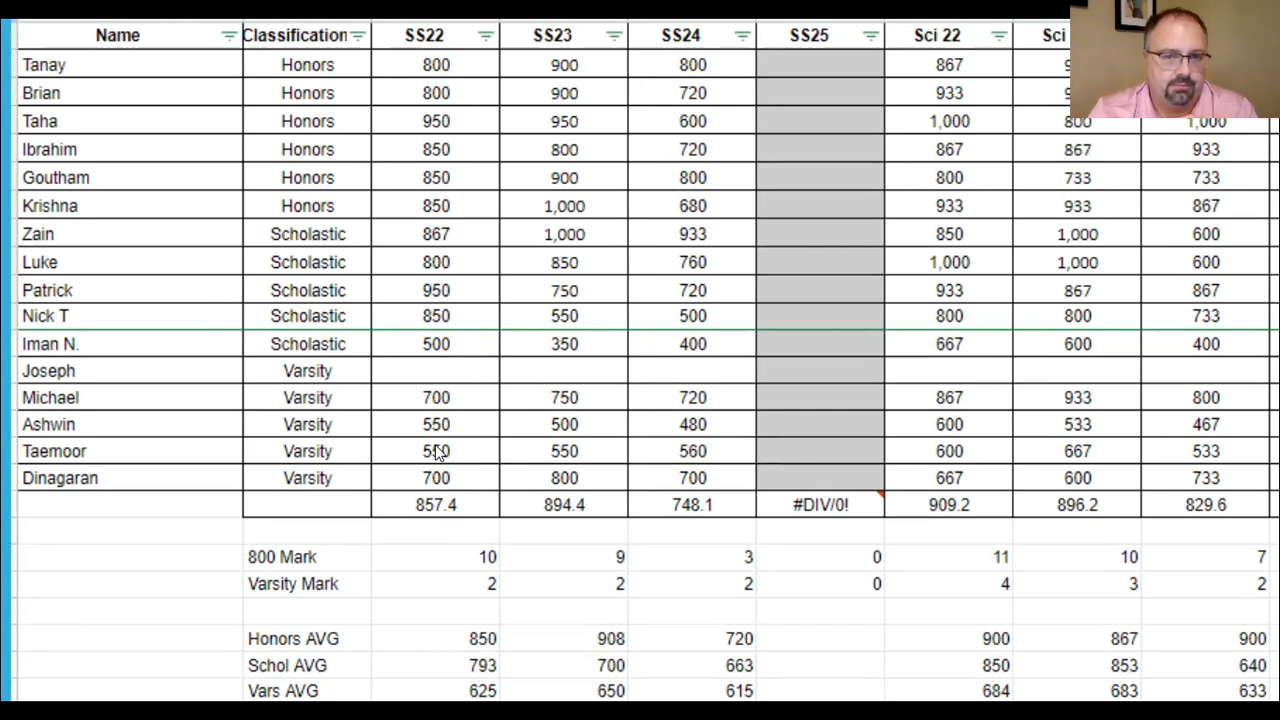 Name Classification SS22 SS23 SS24 SS25 Sci 22 Sci
Tanay Honors 800 900 800 867
Brian Honors 800 900 720 933
Taha Honors 950 950 600 1,000 800 1,000
Ibrahim Honors 850 800 720 867 867 933
Goutham Honors 850 900 800 800 733 733
Krishna Honors 850 1,000 680 933 933 867
Zain Scholastic 867 1,000 933 850 1,000 600
Luke Scholastic 800 850 760 1,000 1,000 600
Patrick Scholastic 950 750 720 933 867 867
Nick T Scholastic 850 550 500 800 800 733
Iman N. Scholastic 500 350 400 667 600 400
Joseph Varsity
Michael Varsity 700 750 720 867 933 800
Ashwin Varsity 550 500 480 600 533 467
Taemoor Varsity 550 560 600 667 533
Dinagaran Varsity 700 800 700 667 600 733
857.4 894.4 748.1 #DIV/0! 909.2 896.2 829.6
800 Mark 10 9 3 0 11 10 7
Varsity Mark 2 2 2 0 4 3 2
Honors AVG 850 908 720 900 867 900
Schol AVG 793 700 663 850 853 640
Vars AVG 625 650 615 684 683 633